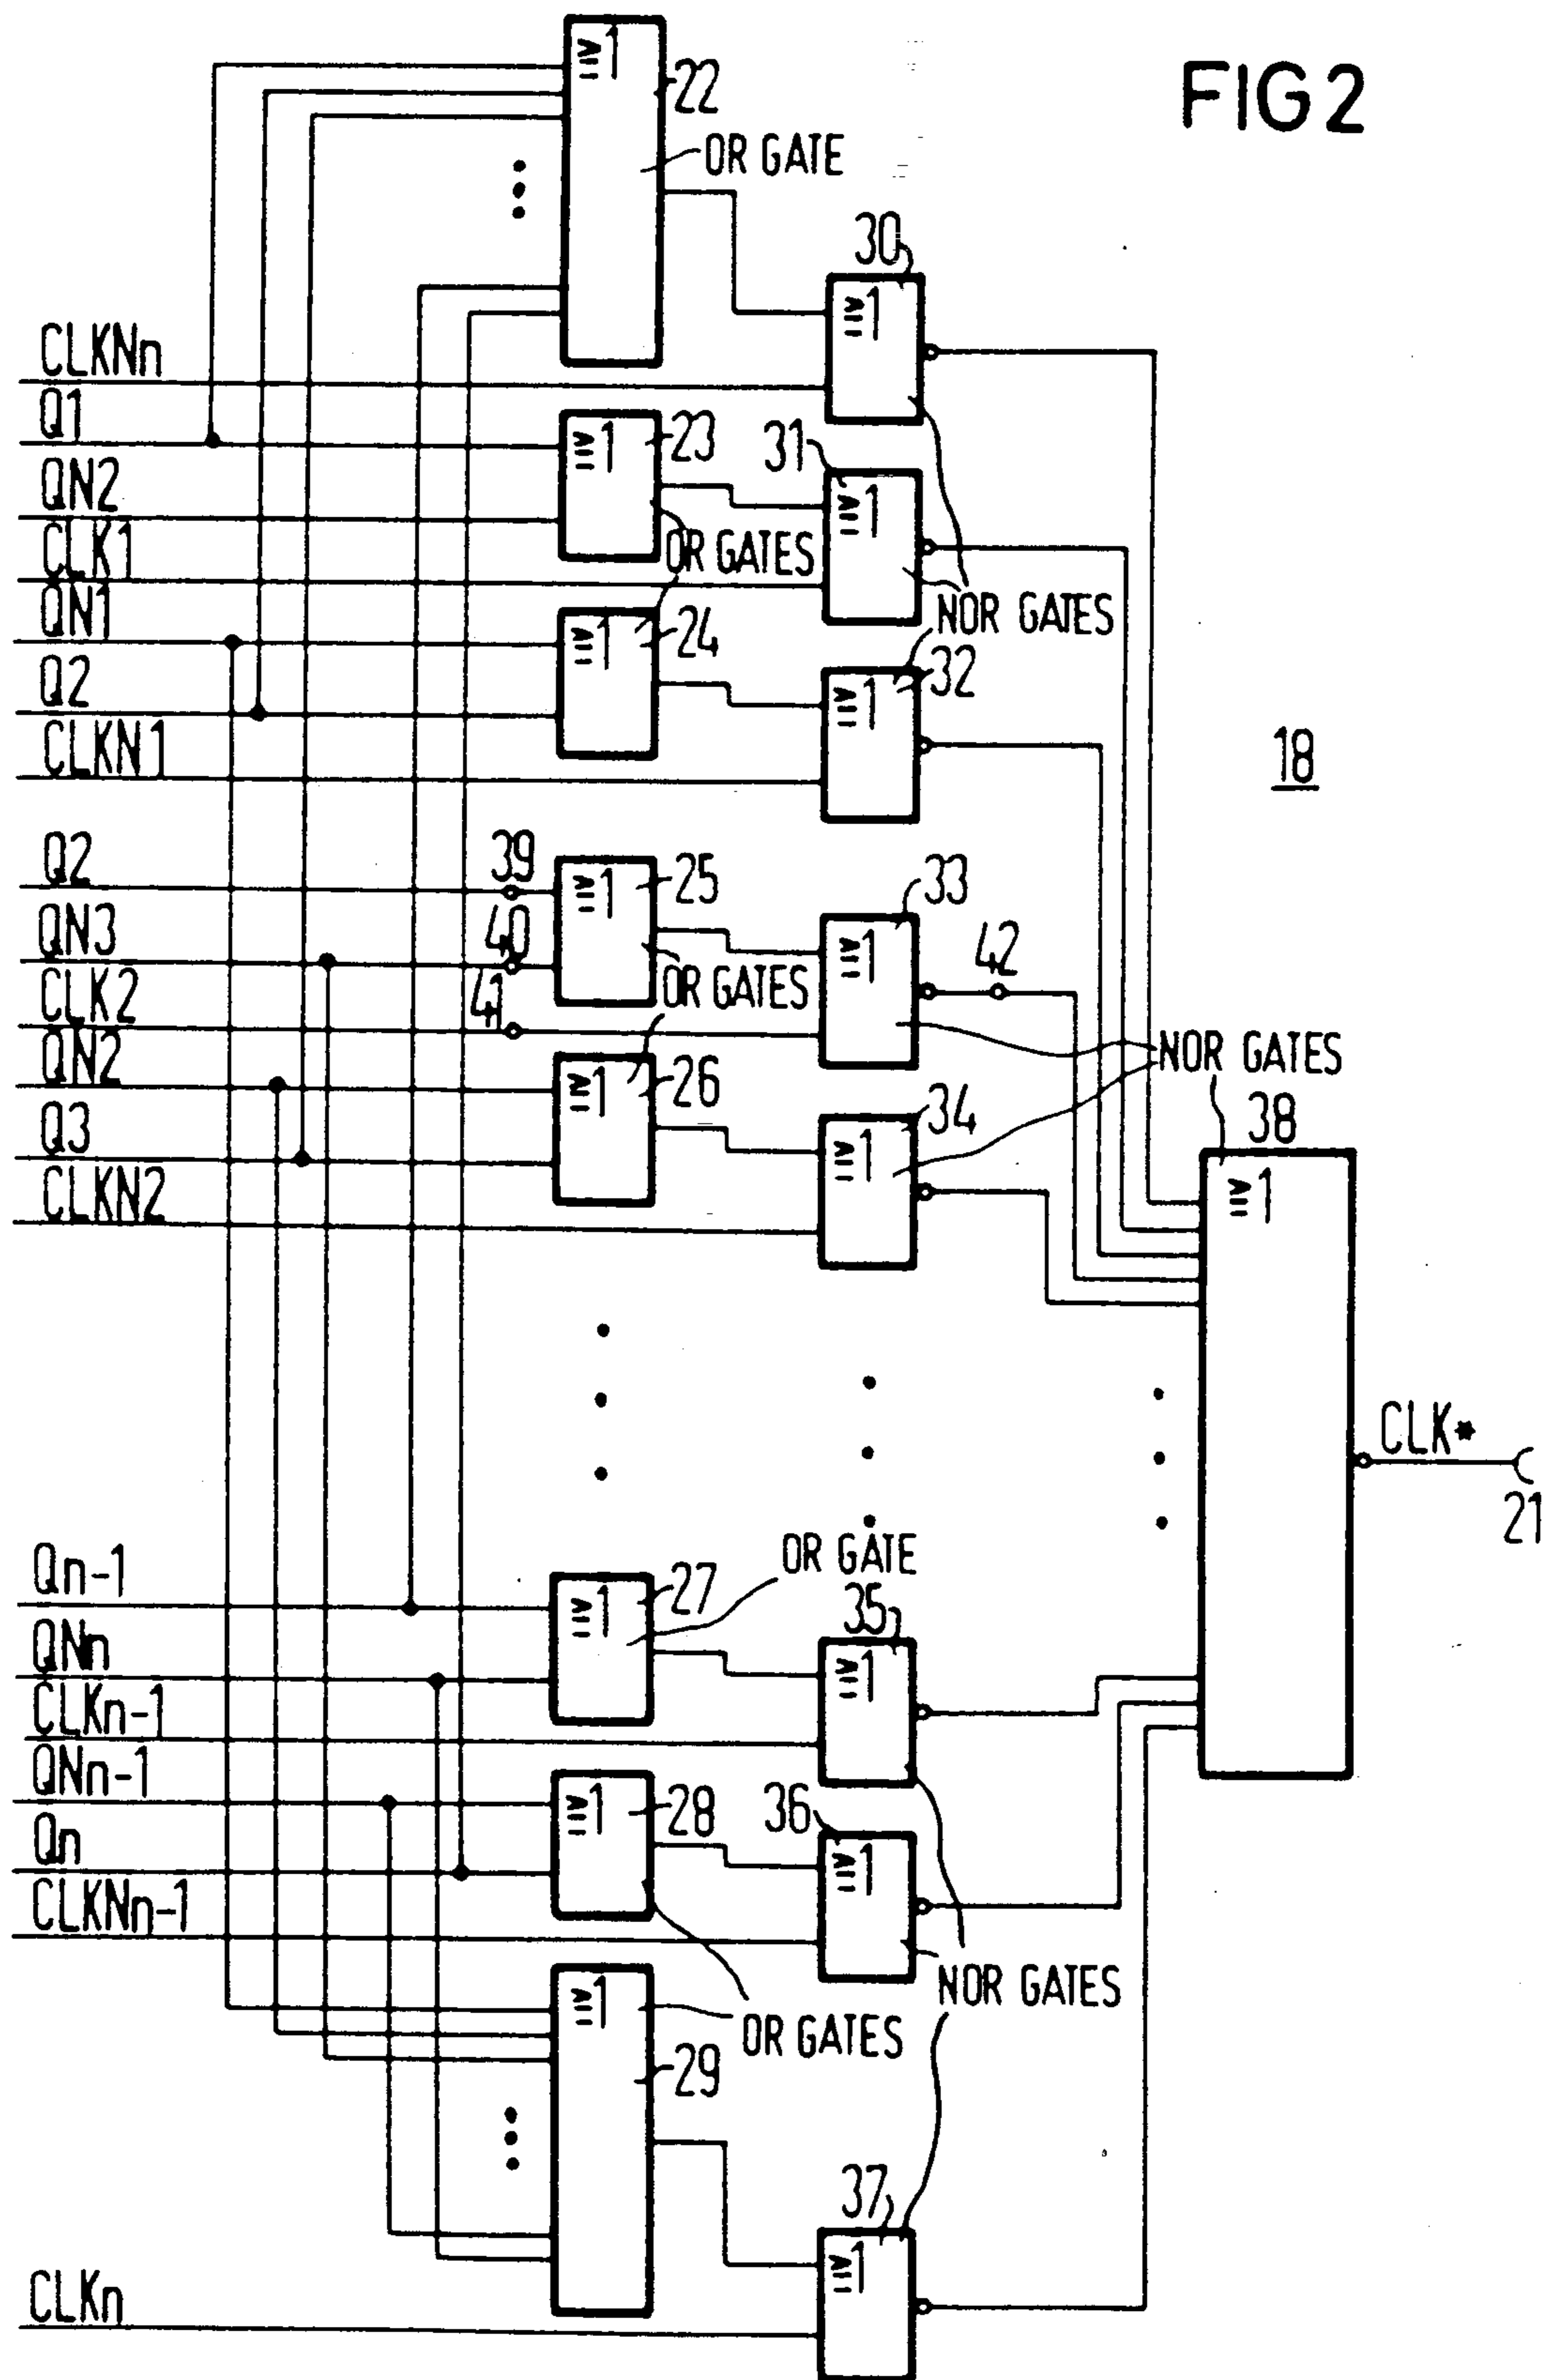 FIG 2
≥1
22
OR GATE
30
≥1
CLKNn
Q1
≥1
23
31
≥1
QN2
CLK1
OR GATES
QN1
≥1
24
NOR GATES
≥1
32
Q2
CLKN1
18
Q2
39
≥1
25
33
≥1
42
QN3
40
OR GATES
CLK2
41
NOR GATES
QN2
≥1
26
34
≥1
38
≥1
Q3
CLKN2
CLK*
21
OR GATE
Qn-1
≥1
27
35
≥1
QNn
CLKn-1
QNn-1
≥1
28
36
≥1
Qn
CLKNn-1
NOR GATES
≥1
OR GATES
29
37
≥1
CLKn